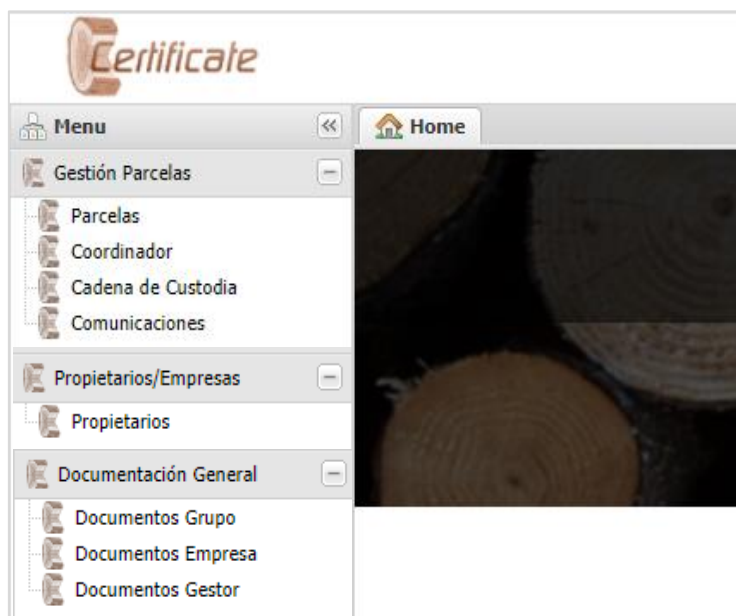 Certificate
Menu
Home
Gestión Parcelas
Parcelas
Coordinador
Cadena de Custodia
Comunicaciones
Propietarios/Empresas
Propietarios
Documentación General
Documentos Grupo
Documentos Empresa
Documentos Gestor